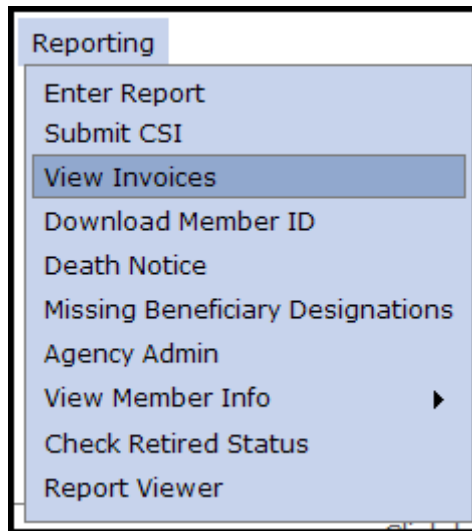 Reporting
Enter Report
Submit CSI
View Invoices
Download Member ID
Death Notice
Missing Beneficiary Designations
Agency Admin
View Member Info
Check Retired Status
Report Viewer